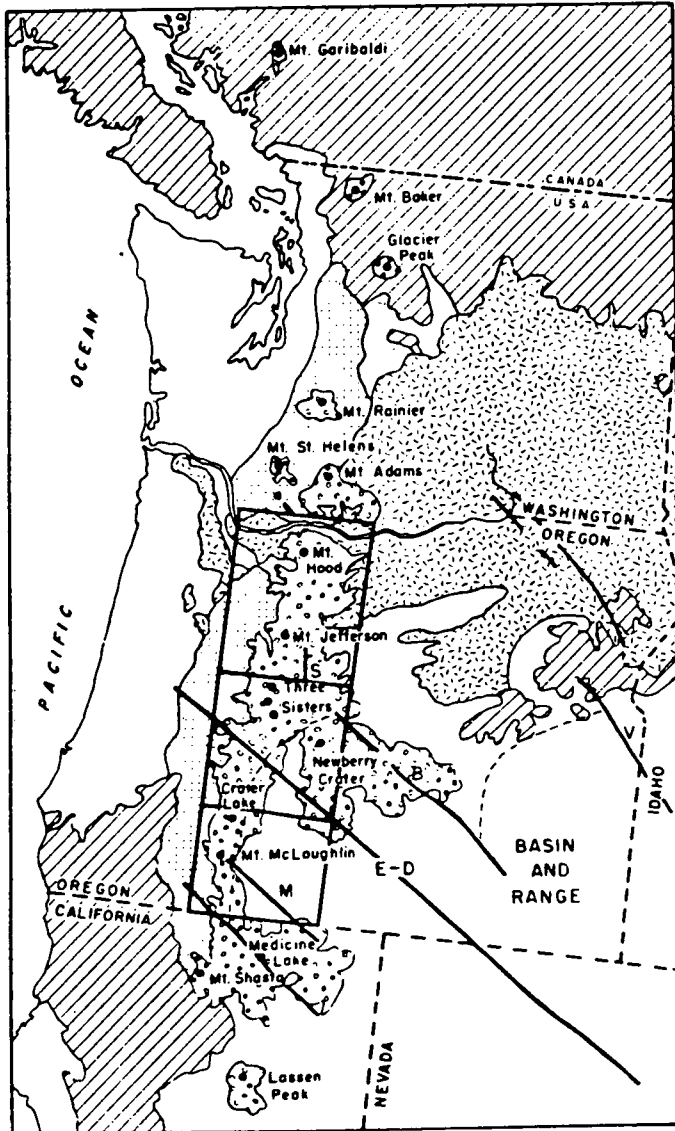 Mt. Garibaldi
CANADA
U.S.A.
Mt. Baker
Glacier
Peak
OCEAN
Mt. Rainier
Mt. St. Helens
Mt. Adams
WASHINGTON
OREGON
Mt.
Hood
PACIFIC
Mt. Jefferson
S
Three
Sisters
V
Newberry
Crater
B
IDAHO
Crater
Lake
BASIN
AND
RANGE
Mt. McLoughlin
E-D
M
OREGON
CALIFORNIA
Medicine
Lake
Mt. Shasta
Lassen
Peak
NEVADA